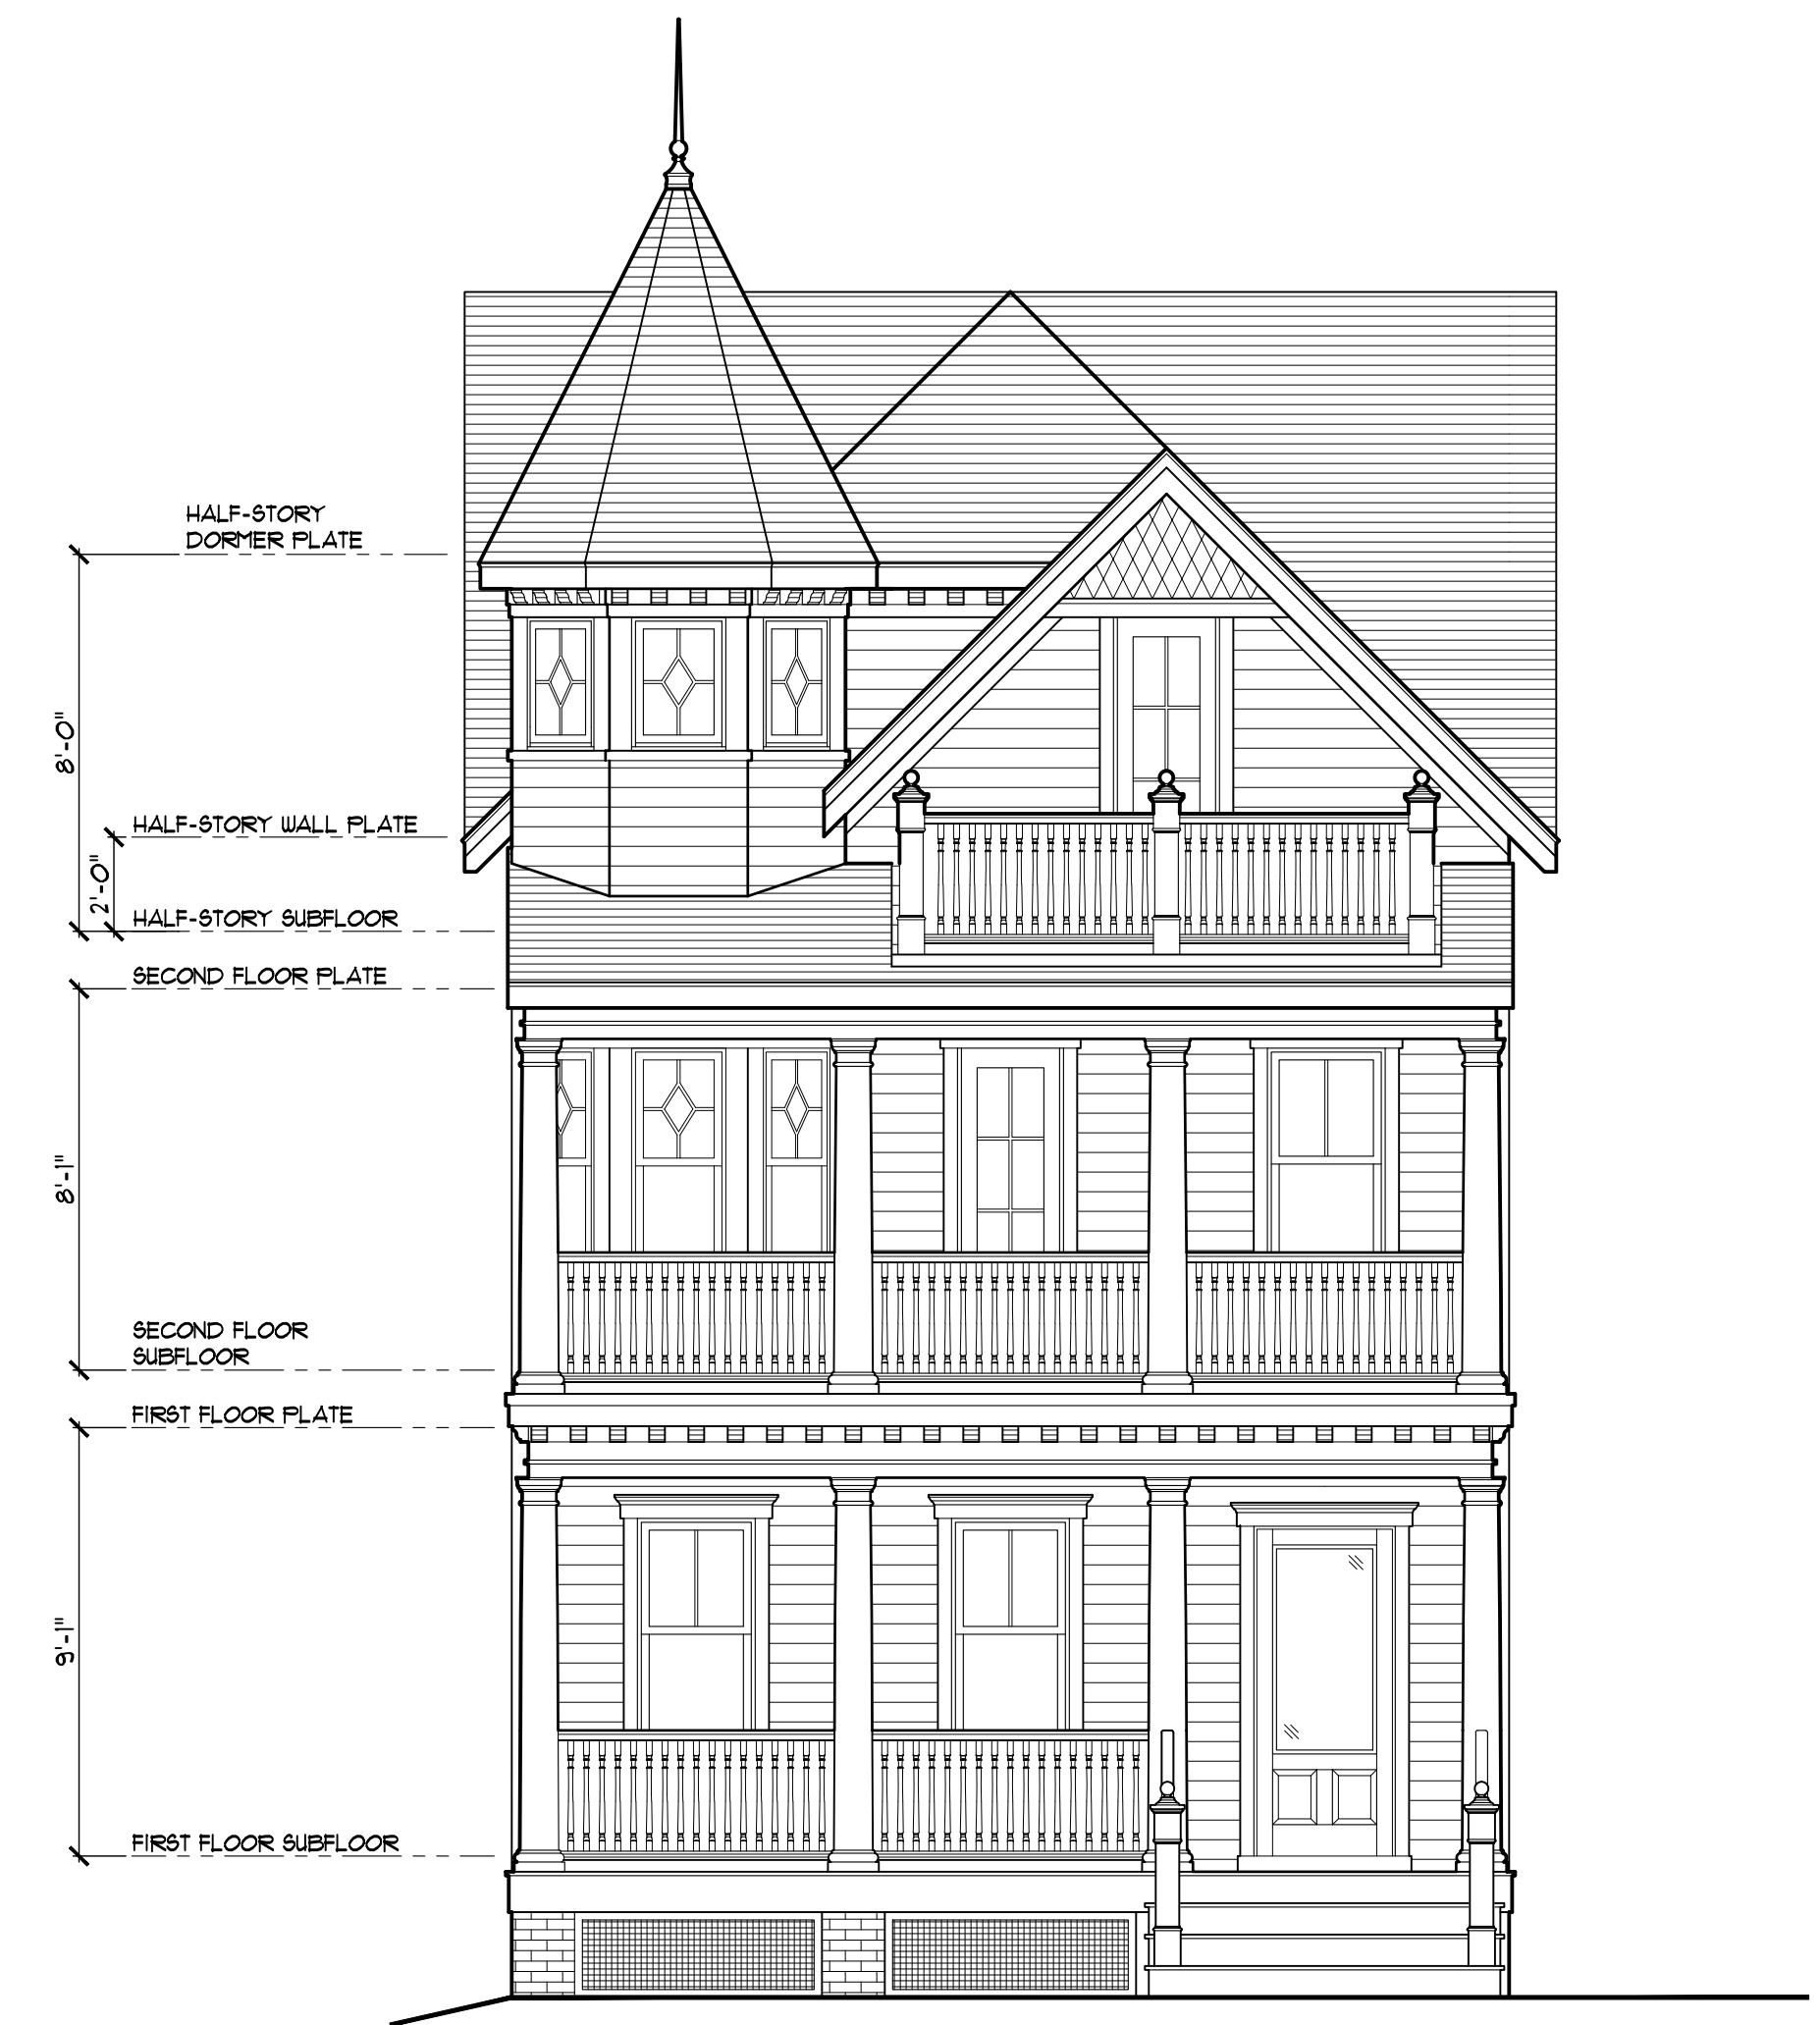 HALF-STORY
DORMER PLATE
8'-0"
HALF-STORY WALL PLATE
2'-0"
HALF-STORY SUBFLOOR
SECOND FLOOR PLATE
8'-1"
SECOND FLOOR
SUBFLOOR
FIRST FLOOR PLATE
9'-1"
FIRST FLOOR SUBFLOOR